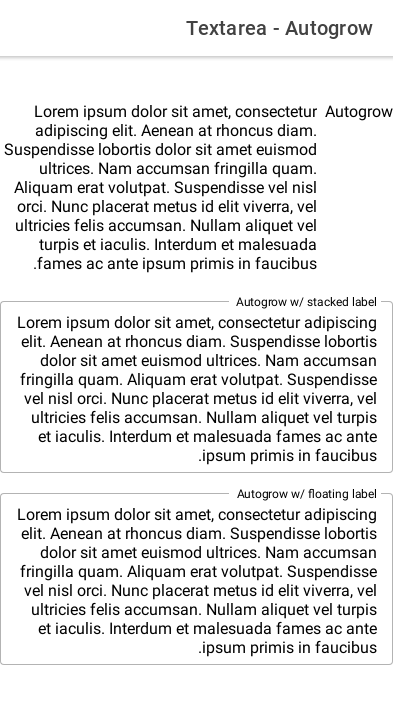 Textarea - Autogrow
Autogrow
Lorem ipsum dolor sit amet, consectetur
adipiscing elit. Aenean at rhoncus diam.
Suspendisse lobortis dolor sit amet euismod
ultrices. Nam accumsan fringilla quam.
Aliquam erat volutpat. Suspendisse vel nisl
orci. Nunc placerat metus id elit viverra, vel
ultricies felis accumsan. Nullam aliquet vel
turpis et iaculis. Interdum et malesuada
.fames ac ante ipsum primis in faucibus
Autogrow w/ stacked label
Lorem ipsum dolor sit amet, consectetur adipiscing
elit. Aenean at rhoncus diam. Suspendisse lobortis
dolor sit amet euismod ultrices. Nam accumsan
fringilla quam. Aliquam erat volutpat. Suspendisse
vel nisl orci. Nunc placerat metus id elit viverra, vel
ultricies felis accumsan. Nullam aliquet vel turpis
et iaculis. Interdum et malesuada fames ac ante
.ipsum primis in faucibus
Autogrow w/ floating label
Lorem ipsum dolor sit amet, consectetur adipiscing
elit. Aenean at rhoncus diam. Suspendisse lobortis
dolor sit amet euismod ultrices. Nam accumsan
fringilla quam. Aliquam erat volutpat. Suspendisse
vel nisl orci. Nunc placerat metus id elit viverra, vel
ultricies felis accumsan. Nullam aliquet vel turpis
et iaculis. Interdum et malesuada fames ac ante
.ipsum primis in faucibus